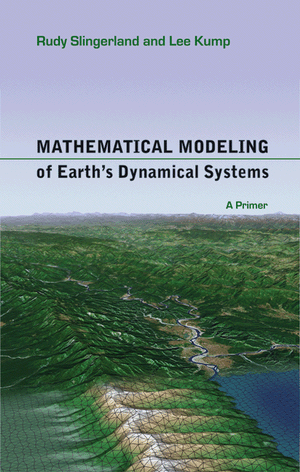 Rudy Slingerland and Lee Kump
MATHEMATICAL MODELING
of Earth's Dynamical Systems
A Primer